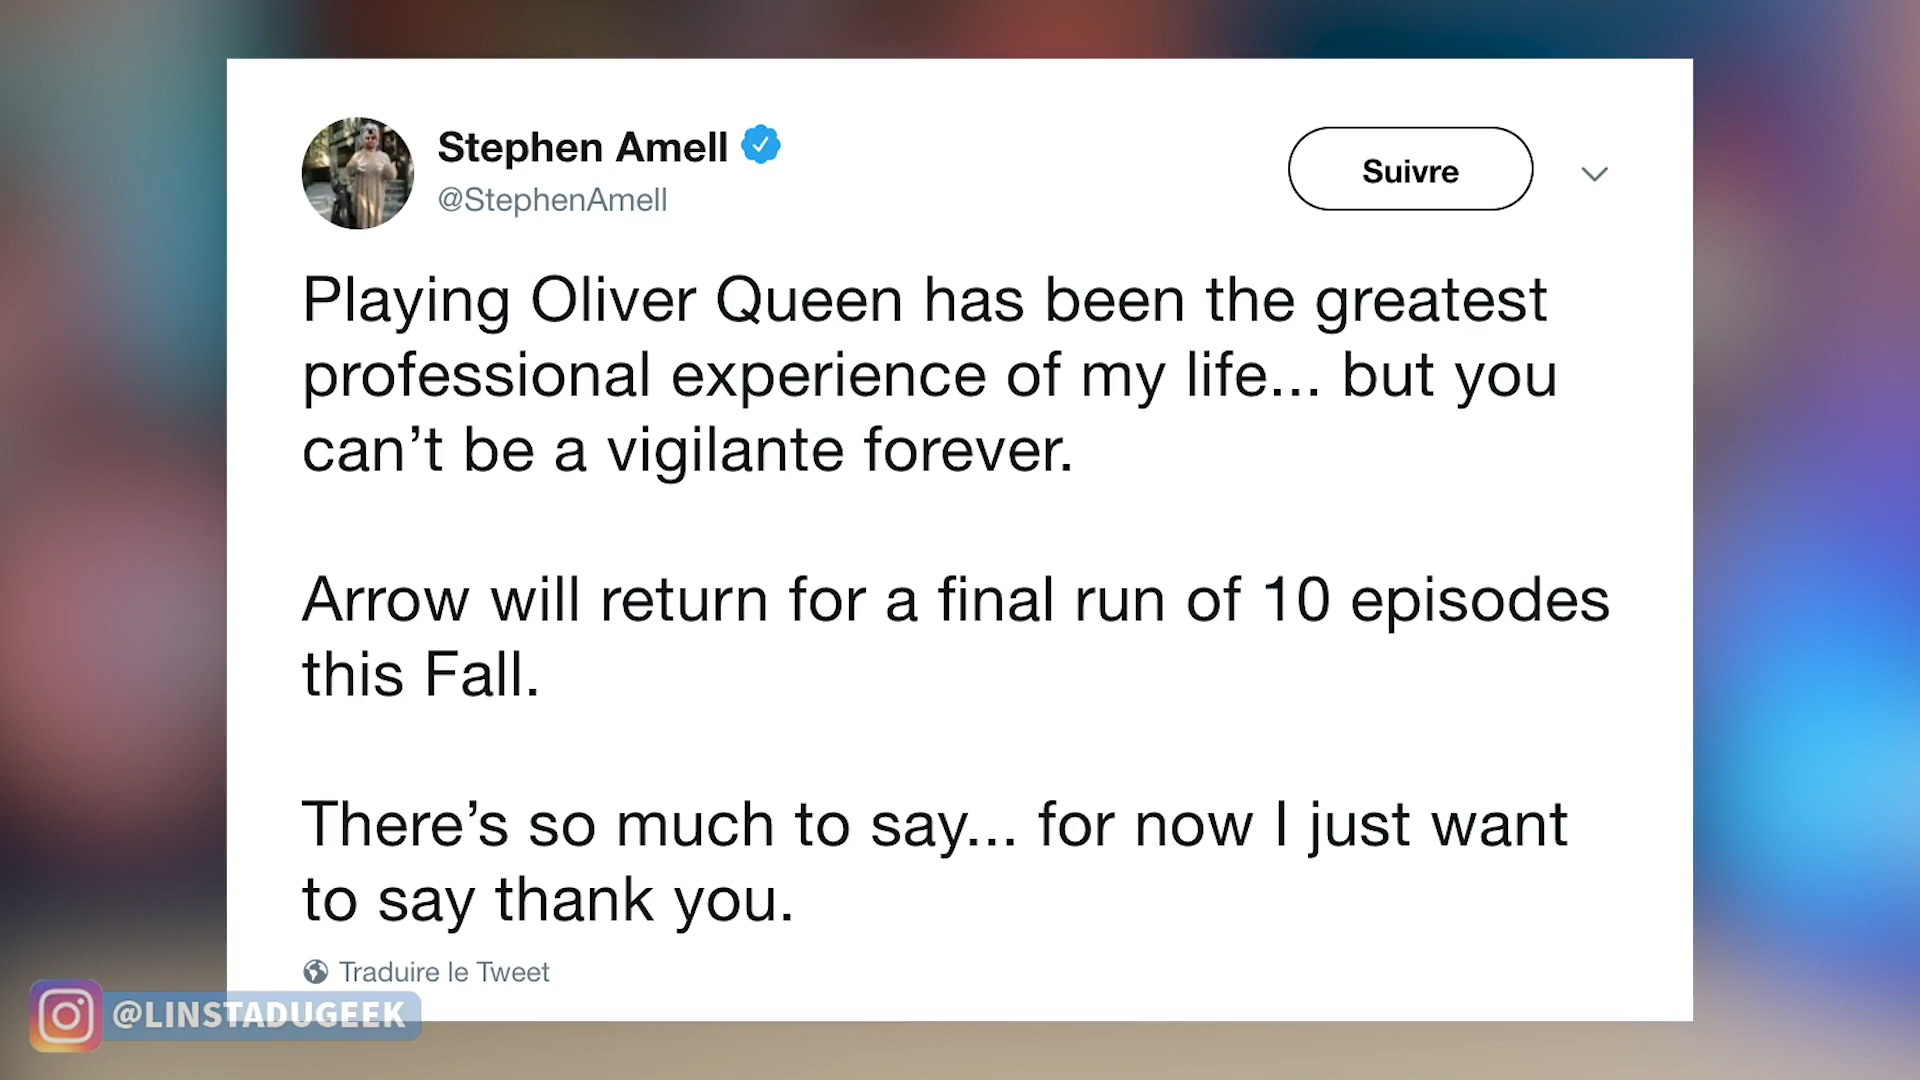 Stephen Amell
@StephenAmell
Suivre
Playing Oliver Queen has been the greatest
professional experience of my life... but you
can’t be a vigilante forever.
Arrow will return for a final run of 10 episodes
this Fall.
There’s so much to say... for now I just want
to say thank you.
Traduire le Tweet
@LINSTADUGEEK